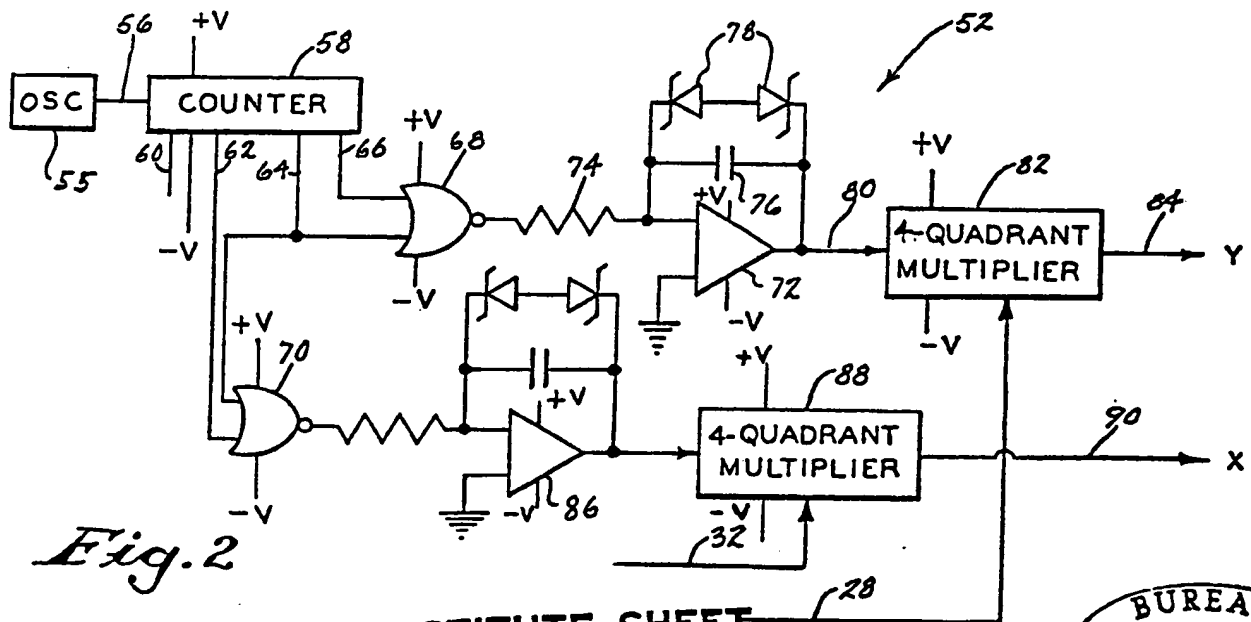 52
56
+V
58
78
OSC
COUNTER
55
60
62
64
66
-V
+V
68
74
+V
76
80
+V
82
84
4-QUADRANT
MULTIPLIER
Y
-V
72
-V
-V
+V
70
+V
86
-V
-V
+V
88
4-QUADRANT
MULTIPLIER
90
X
-V
32
Fig. 2
28
SHEET
BUREA